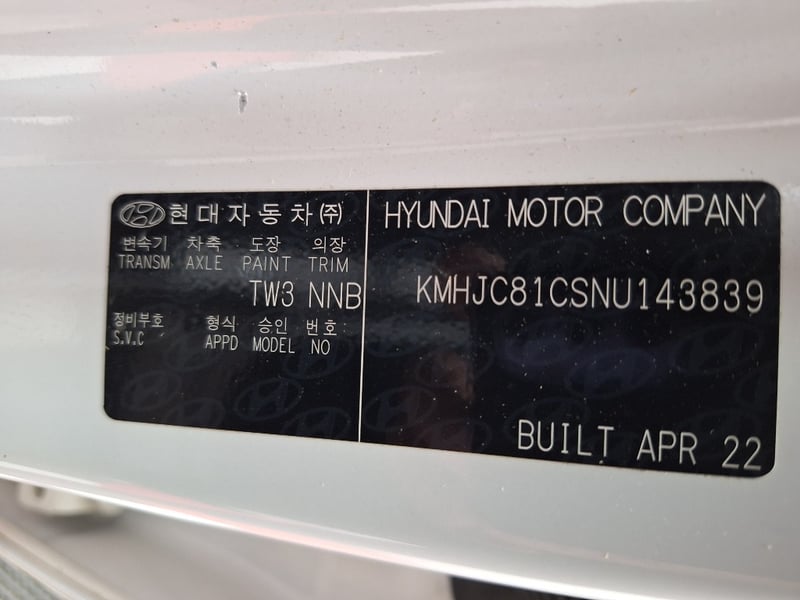 현대자동차㈜
변속기 차축 도장 의장
TRANSM AXLE PAINT TRIM
TW3 NNB
정비부호 형식 승인 번호:
S.V.C APPD MODEL NO
HYUNDAI MOTOR COMPANY
KMHJC81CSNU143839
BUILT APR 22